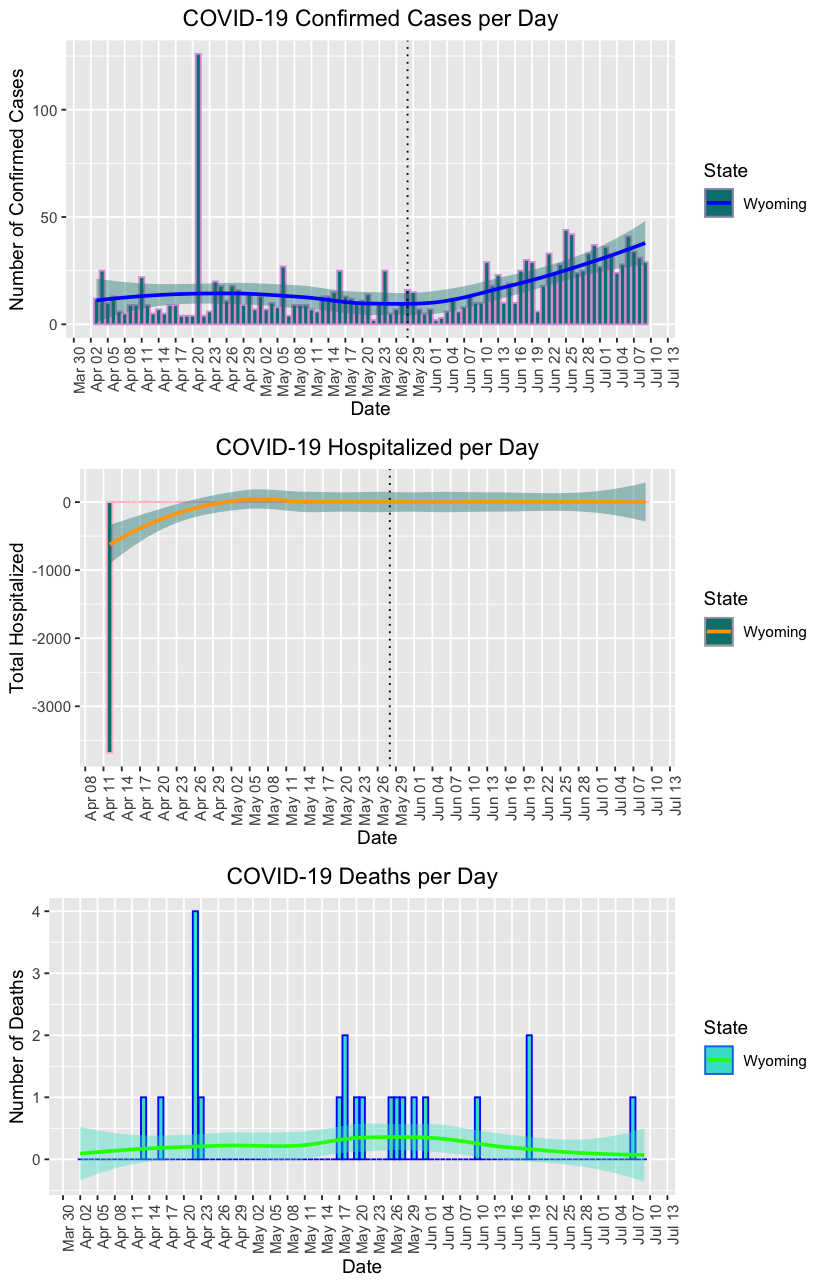 COVID-19 Confirmed Cases per Day
Number of Confirmed Cases
100
50
0
Mar 30
Apr 02
Apr 05
Apr 08
Apr 11
Apr 14
Apr 17
Apr 20
Apr 23
Apr 26
Apr 29
May 02
May 05
May 08
May 11
May 14
May 17
May 20
May 23
May 26
May 29
Jun 01
Jun 04
Jun 07
Jun 10
Jun 13
Jun 16
Jun 19
Jun 22
Jun 25
Jun 28
Jul 01
Jul 04
Jul 07
Jul 10
Jul 13
Date
State
Wyoming
COVID-19 Hospitalized per Day
Total Hospitalized
0
-1000
-2000
-3000
Apr 08
Apr 11
Apr 14
Apr 17
Apr 20
Apr 23
Apr 26
Apr 29
May 02
May 05
May 08
May 11
May 14
May 17
May 20
May 23
May 26
May 29
Jun 01
Jun 04
Jun 07
Jun 10
Jun 13
Jun 16
Jun 19
Jun 22
Jun 25
Jun 28
Jul 01
Jul 04
Jul 07
Jul 10
Jul 13
Date
State
Wyoming
COVID-19 Deaths per Day
Number of Deaths
4
3
2
1
0
Mar 30
Apr 02
Apr 05
Apr 08
Apr 11
Apr 14
Apr 17
Apr 20
Apr 23
Apr 26
Apr 29
May 02
May 05
May 08
May 11
May 14
May 17
May 20
May 23
May 26
May 29
Jun 01
Jun 04
Jun 07
Jun 10
Jun 13
Jun 16
Jun 19
Jun 22
Jun 25
Jun 28
Jul 01
Jul 04
Jul 07
Jul 10
Jul 13
Date
State
Wyoming